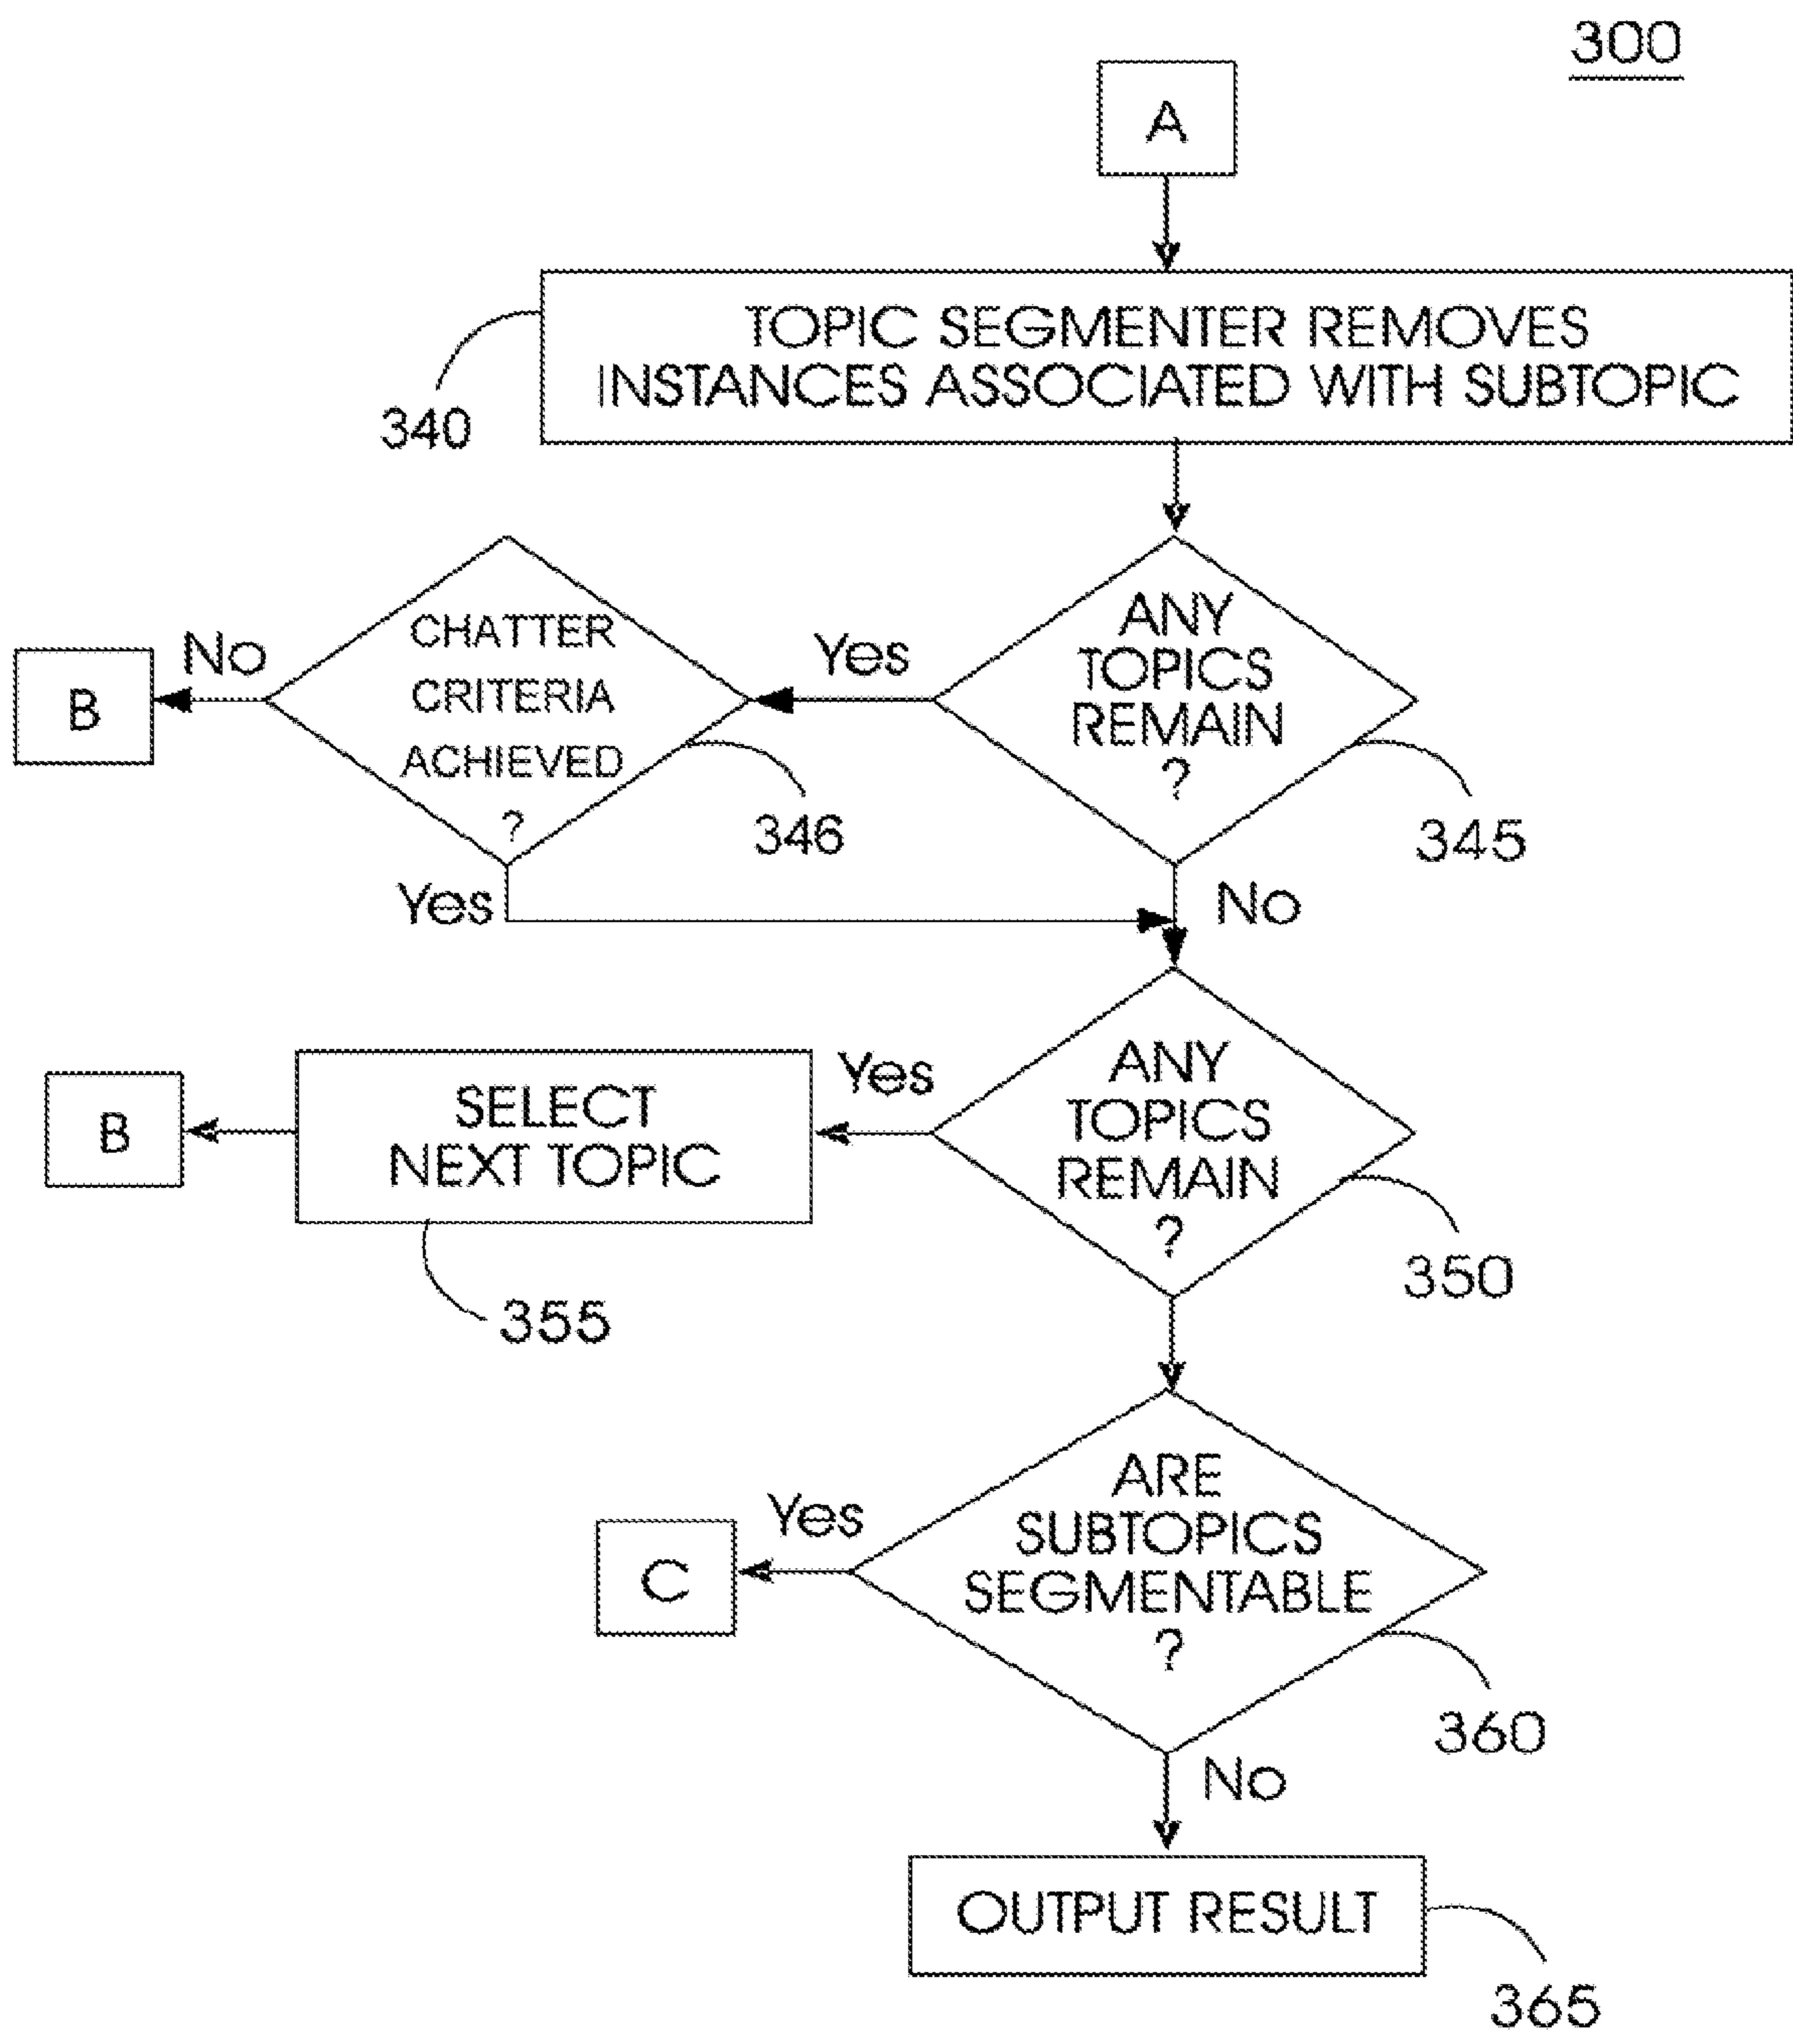 300
A
TOPIC SEGMENTER REMOVES
INSTANCES ASSOCIATED WITH SUBTOPIC
340
ANY
TOPICS
REMAIN
?
345
Yes
CHATTER
CRITERIA
ACHIEVED
?
346
No
B
Yes
No
ANY
TOPICS
REMAIN
?
350
Yes
SELECT
NEXT TOPIC
355
B
ARE
SUBTOPICS
SEGMENTABLE
?
360
Yes
C
No
OUTPUT RESULT
365